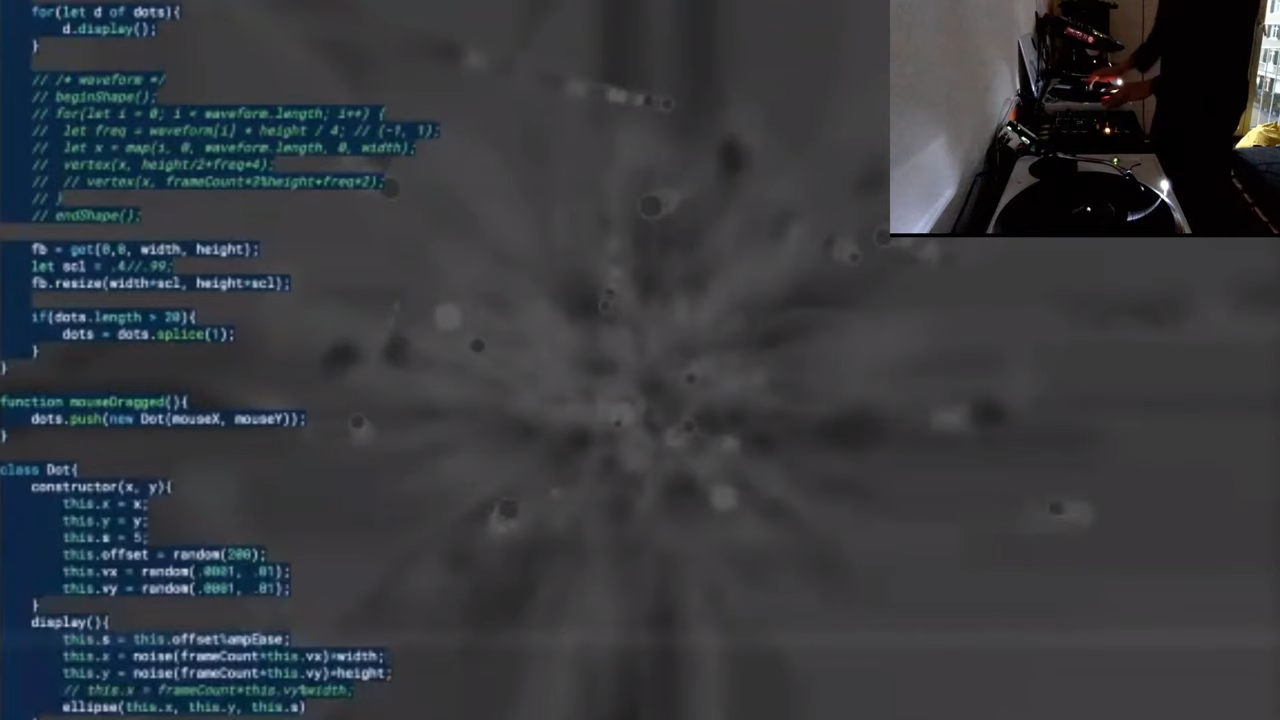 for(let d of dots){
d.display();
}
// /* waveform */
// beginShape();
// for(let i = 0; i < waveform.length; i++) {
// let freq = waveform[i] * height / 4; // (-1, 1);
// let x = map(i, 0, waveform.length, 0, width);
// vertex(x, height/2+freq*4);
// // vertex(x, frameCount*3%height+freq*2);
// }
// endShape();
fb = get(0,0, width, height);
let scl = .4//.99;
fb.resize(width*scl, height*scl);
if(dots.length > 20){
dots = dots.splice(1);
}
}
function mouseDragged(){
dots.push(new Dot(mouseX, mouseY));
}
class Dot{
constructor(x, y){
this.x = x;
this.y = y;
this.s = 5;
this.offset = random(200);
this.vx = random(.0001, .01);
this.vy = random(.0001, .01);
}
display(){
this.s = this.offset%ampEase;
this.x = noise(frameCount*this.vx)*width;
this.y = noise(frameCount*this.vy)*height;
// this.x = frameCount*this.vy%width;
ellipse(this.x, this.y, this.s)